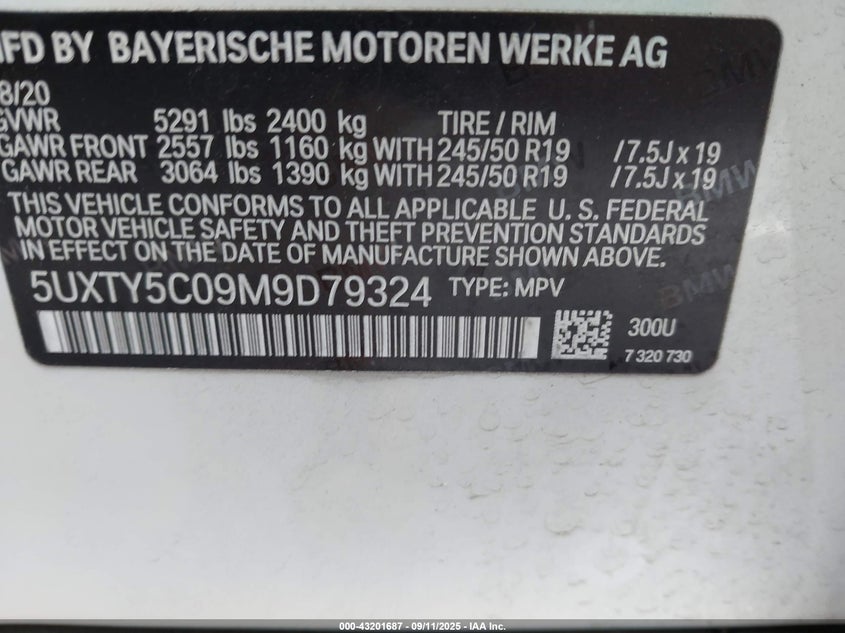 MFD BY BAYERISCHE MOTOREN WERKE AG
8/20
GVWR 5291 lbs 2400 kg TIRE / RIM
GAWR FRONT 2557 lbs 1160 kg WITH 245/50 R19 /7.5J x 19
GAWR REAR 3064 lbs 1390 kg WITH 245/50 R19 /7.5J x 19
THIS VEHICLE CONFORMS TO ALL APPLICABLE U. S. FEDERAL
MOTOR VEHICLE SAFETY AND THEFT PREVENTION STANDARDS
IN EFFECT ON THE DATE OF MANUFACTURE SHOWN ABOVE.
5UXTY5C09M9D79324 TYPE: MPV
300U
7 320 730
000-43201687 - 09/11/2025 - IAA Inc.